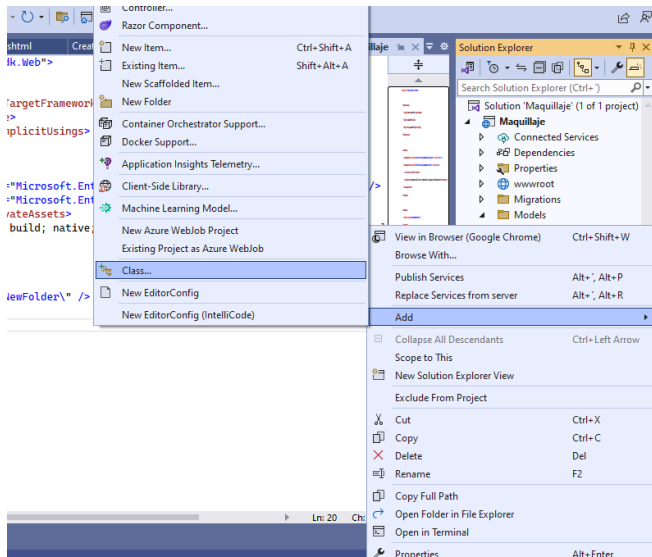 Controller...
Razor Component...
New Item... Ctrl+Shift+A
Existing Item... Shift+Alt+A
New Scaffolded Item...
New Folder
Container Orchestrator Support...
Docker Support...
Application Insights Telemetry...
Client-Side Library...
Machine Learning Model...
New Azure WebJob Project
Existing Project as Azure WebJob
Class...
New EditorConfig
New EditorConfig (IntelliCode)
shtml Creat
dk.Web">
TargetFramework
e>
mplicitUsings>
="Microsoft.Ent
="Microsoft.Ent
vateAssets>
build; native;
NewFolder\" />
/>
illaje
Ln: 20 Ch:
Solution Explorer
Search Solution Explorer (Ctrl+´)
Solution 'Maquillaje' (1 of 1 project)
Maquillaje
Connected Services
Dependencies
Properties
wwwroot
Migrations
Models
View in Browser (Google Chrome) Ctrl+Shift+W
Browse With...
Publish Services Alt+´, Alt+P
Replace Services from server Alt+´, Alt+R
Add
Collapse All Descendants Ctrl+Left Arrow
Scope to This
New Solution Explorer View
Exclude From Project
Cut Ctrl+X
Copy Ctrl+C
Delete Del
Rename F2
Copy Full Path
Open Folder in File Explorer
Open in Terminal
Properties Alt+Enter